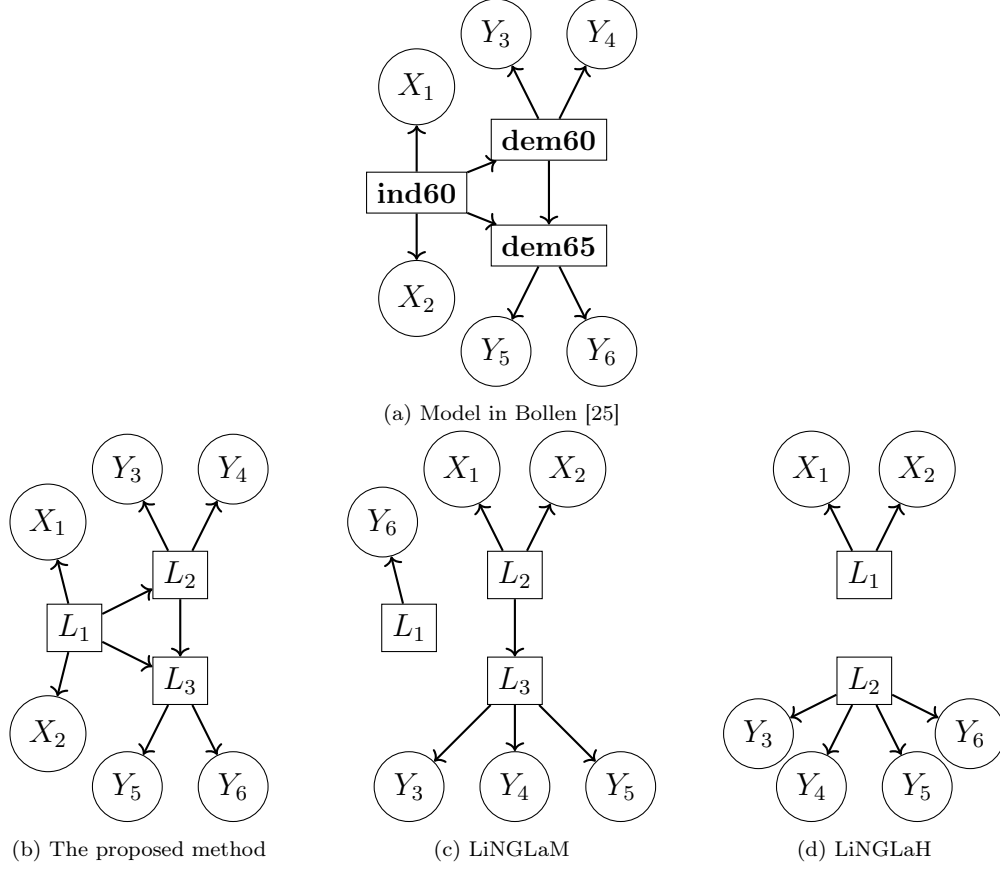 Y3
Y4
X1
dem60
ind60
dem65
X2
Y5
Y6
(a) Model in Bollen [25]
Y3
Y4
X1
L2
L1
L3
X2
Y5
Y6
(b) The proposed method
X1
X2
Y6
L2
L1
L3
Y3
Y4
Y5
(c) LiNGLaM
X1
X2
L1
L2
Y3
Y6
Y4
Y5
(d) LiNGLaH